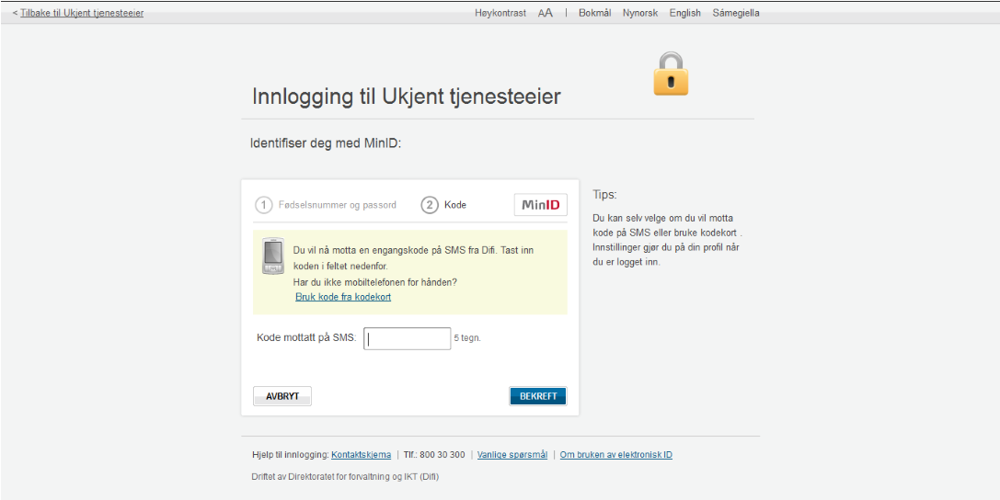 < Tilbake til Ukjent tjenesteeier
Høykontrast AA | Bokmål Nynorsk English Sámegiella
Innlogging til Ukjent tjenesteeier
Identifiser deg med MinID:
1 Fødselsnummer og passord 2 Kode MinID
Du vil nå motta en engangskode på SMS fra Difi. Tast inn
koden i feltet nedenfor.
Har du ikke mobiltelefonen for hånden?
Bruk kode fra kodekort
Kode mottatt på SMS: 5 tegn.
AVBRYT BEKREFT
Tips:
Du kan selv velge om du vil motta
kode på SMS eller bruke kodekort .
Innstillinger gjør du på din profil når
du er logget inn.
Hjelp til innlogging: Kontaktskjema | Tlf.: 800 30 300 | Vanlige spørsmål | Om bruken av elektronisk ID
Driftet av Direktoratet for forvaltning og IKT (Difi)